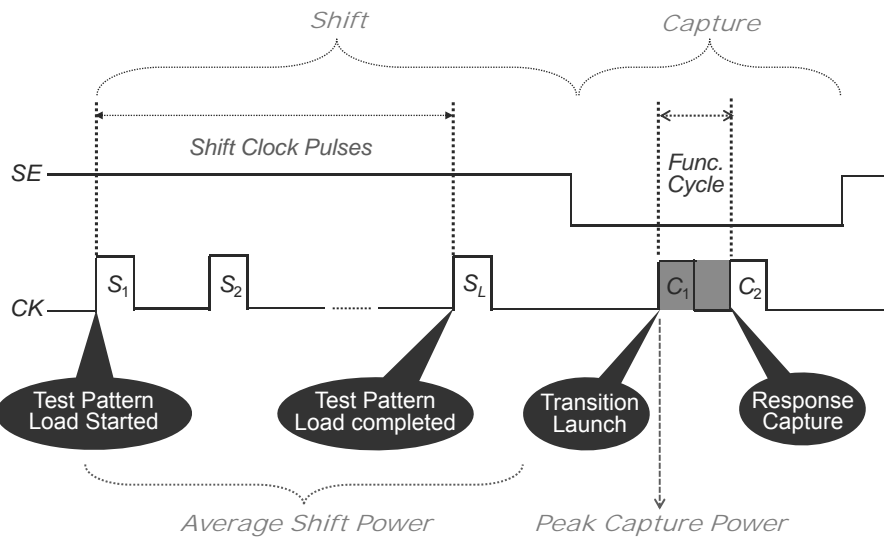 Shift
Capture
Shift Clock Pulses
SE
Func.
Cycle
S1
S2
SL
C1
C2
CK
Test Pattern
Load Started
Test Pattern
Load completed
Transition
Launch
Response
Capture
Average Shift Power
Peak Capture Power